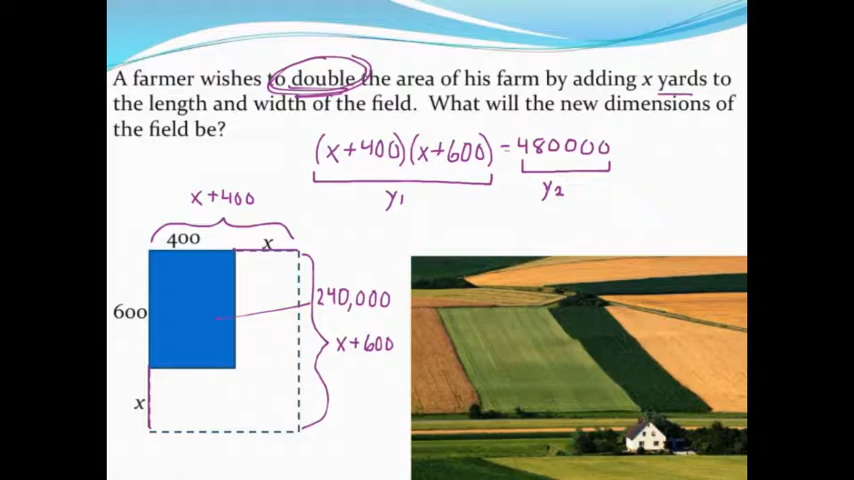 A farmer wishes to double the area of his farm by adding x yards to
the length and width of the field. What will the new dimensions of
the field be?
(x+400)(x+600) = 480000
y1 y2
x+400
400 x
600
240,000
x+600
x